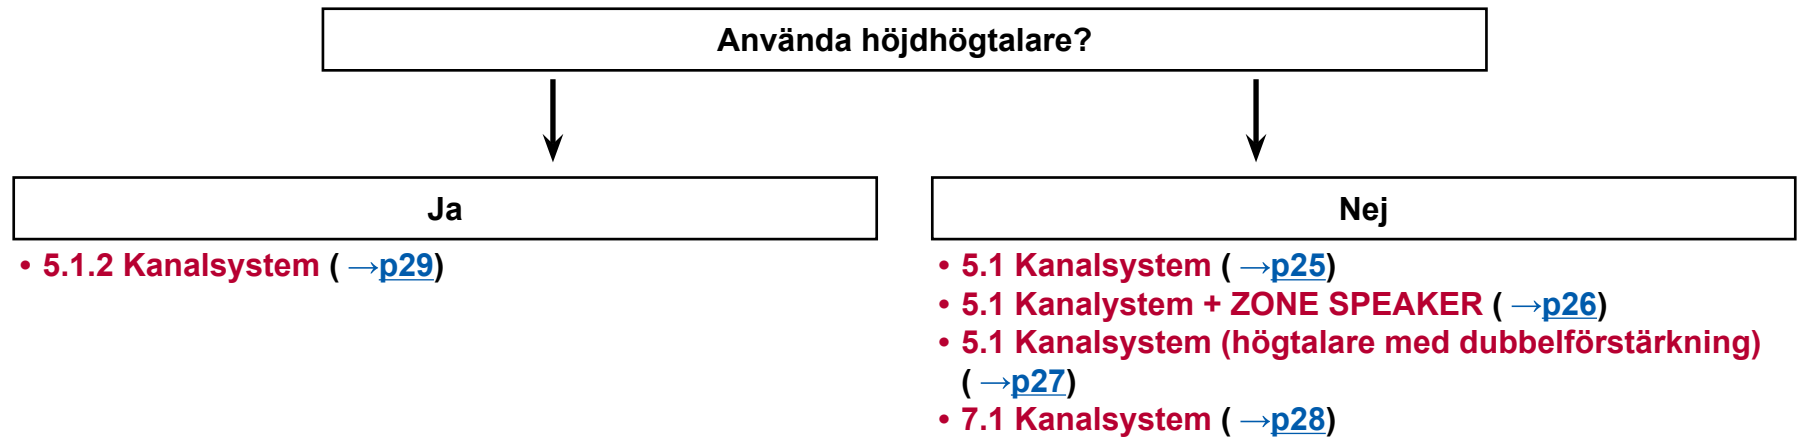 Använda höjdhögtalare?
Ja
• 5.1.2 Kanalsystem ( →p29)
Nej
• 5.1 Kanalsystem ( →p25)
• 5.1 Kanalystem + ZONE SPEAKER ( →p26)
• 5.1 Kanalsystem (högtalare med dubbelförstärkning)
( →p27)
• 7.1 Kanalsystem ( →p28)